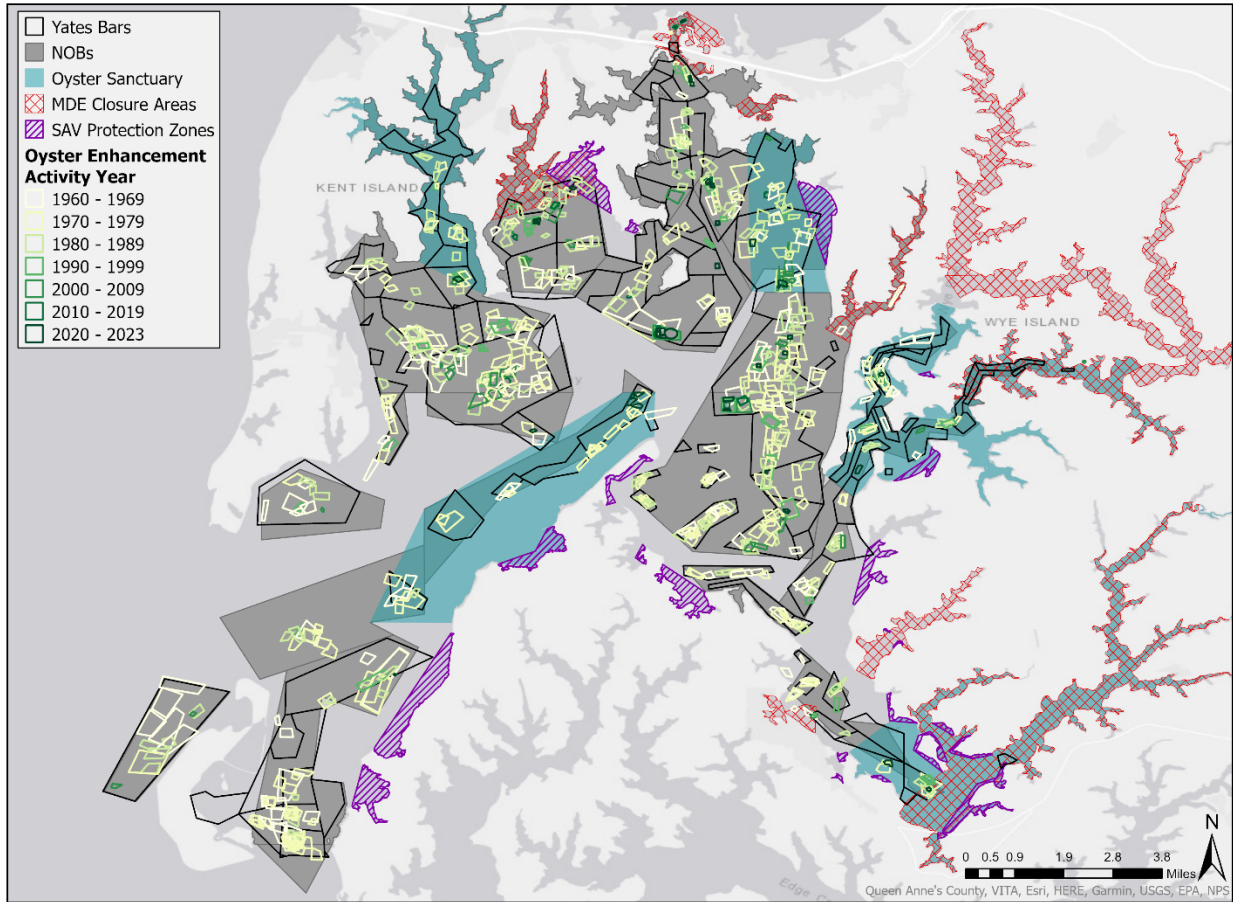 Yates Bars
NOBs
Oyster Sanctuary
MDE Closure Areas
SAV Protection Zones
Oyster Enhancement
Activity Year
1960 - 1969
1970 - 1979
1980 - 1989
1990 - 1999
2000 - 2009
2010 - 2019
2020 - 2023
KENT ISLAND
WYE ISLAND
N
0 0.5 0.9 1.9 2.8 3.8
Miles
Edge
Queen Anne's County, VITA, Esri, HERE, Garmin, USGS, EPA, NPS